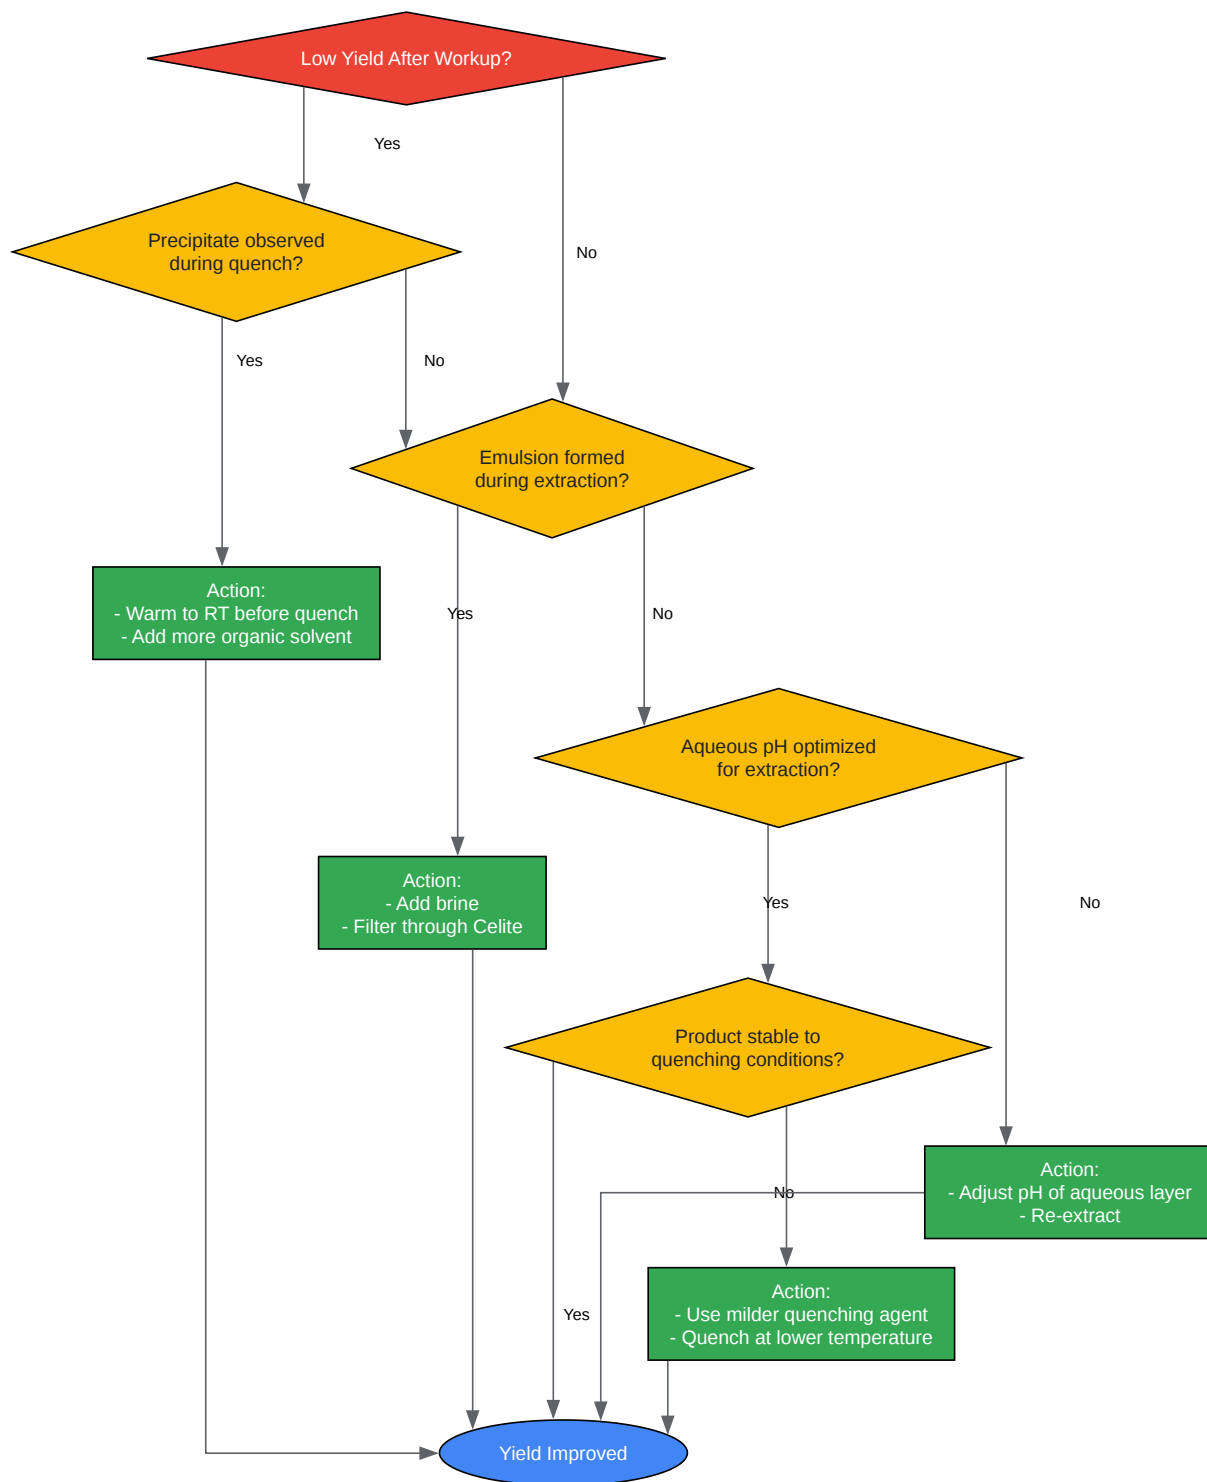 Low Yield After Workup?
Yes
Precipitate observed
during quench?
No
Yes
No
Emulsion formed
during extraction?
Action:
- Warm to RT before quench
- Add more organic solvent
Yes
No
Aqueous pH optimized
for extraction?
Action:
- Add brine
- Filter through Celite
Yes
No
Product stable to
quenching conditions?
Action:
- Adjust pH of aqueous layer
- Re-extract
No
Action:
- Use milder quenching agent
- Quench at lower temperature
Yes
Yield Improved